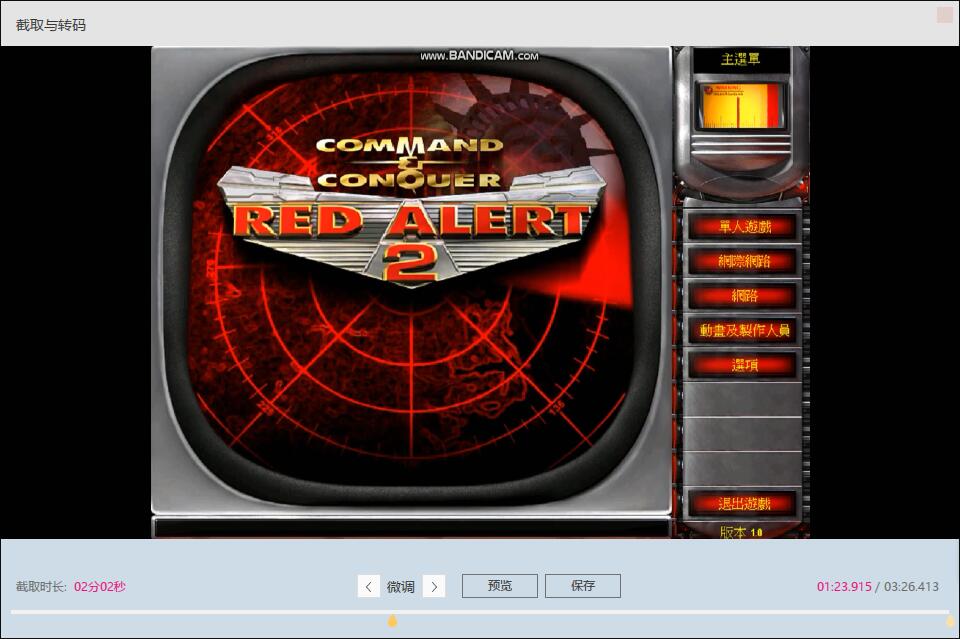 截取与转码
WWW.BANDICAM.COM
主選單
COMMAND
&
CONQUER
RED ALERT
2
單人遊戲
網際網路
網路
動畫及製作人員
選項
退出遊戲
版本 1.0
截取时长: 02分02秒
微调
预览
保存
01:23.915 / 03:26.413